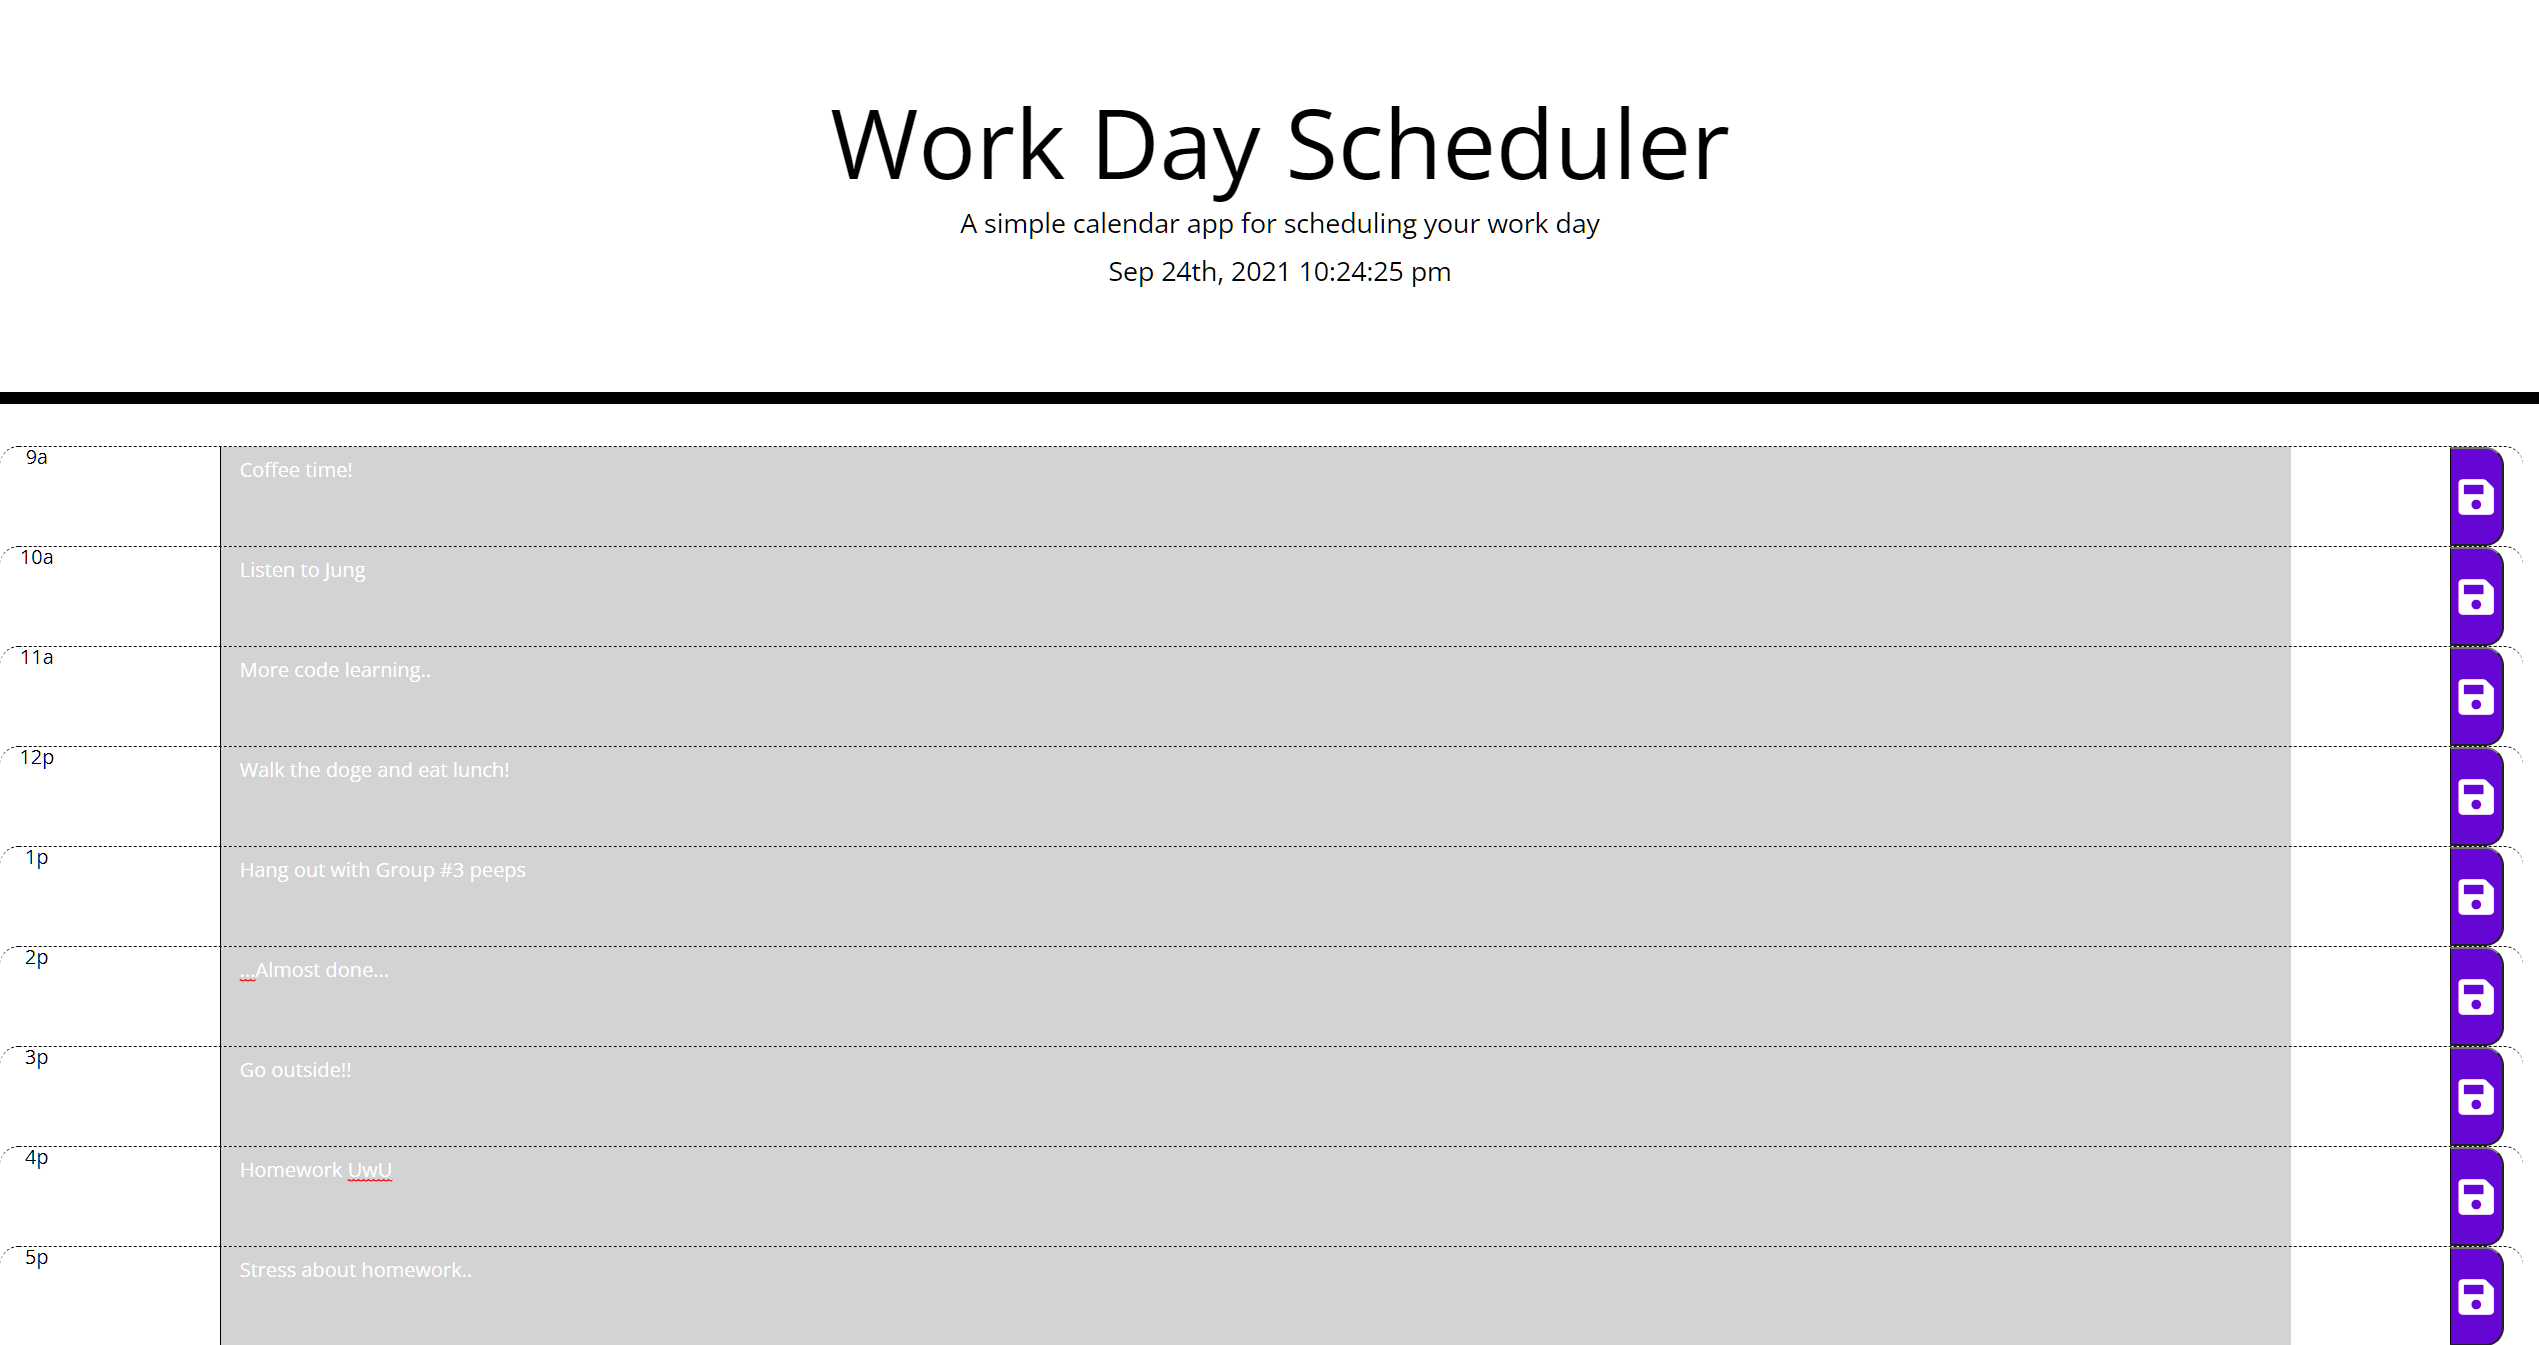 Work Day Scheduler
A simple calendar app for scheduling your work day
Sep 24th, 2021 10:24:25 pm
9a
Coffee time!
10a
Listen to Jung
11a
More code learning..
12p
Walk the doge and eat lunch!
1p
Hang out with Group #3 peeps
2p
...Almost done...
3p
Go outside!!
4p
Homework UwU
5p
Stress about homework..